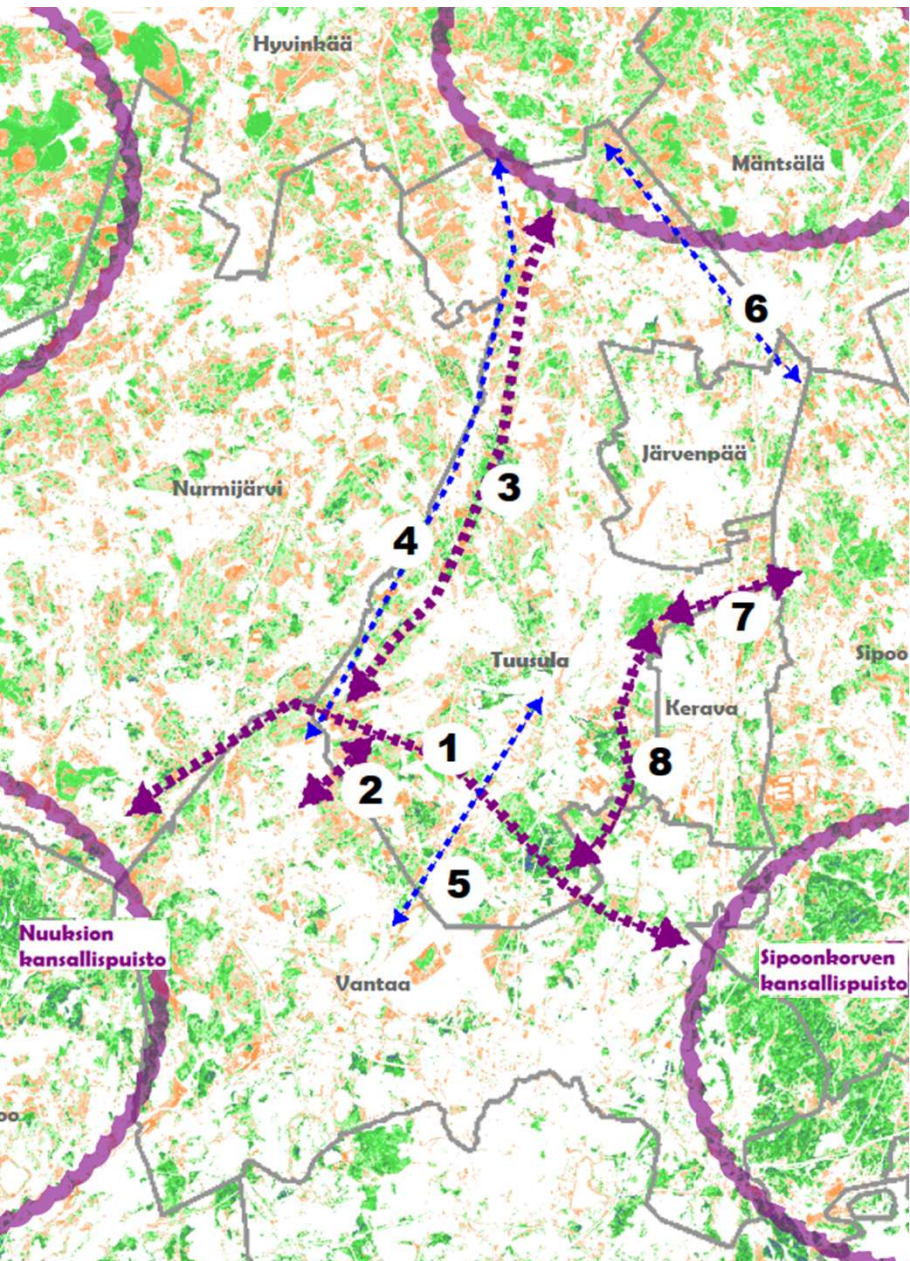 Hyvinkää
Mäntsälä
6
Järvenpää
Nurmijärvi
3
4
7
Tuusula
Sipoo
Kerava
1
8
2
5
Nuuksion
kansallispuisto
Sipoonkorven
kansallispuisto
Vantaa
oo